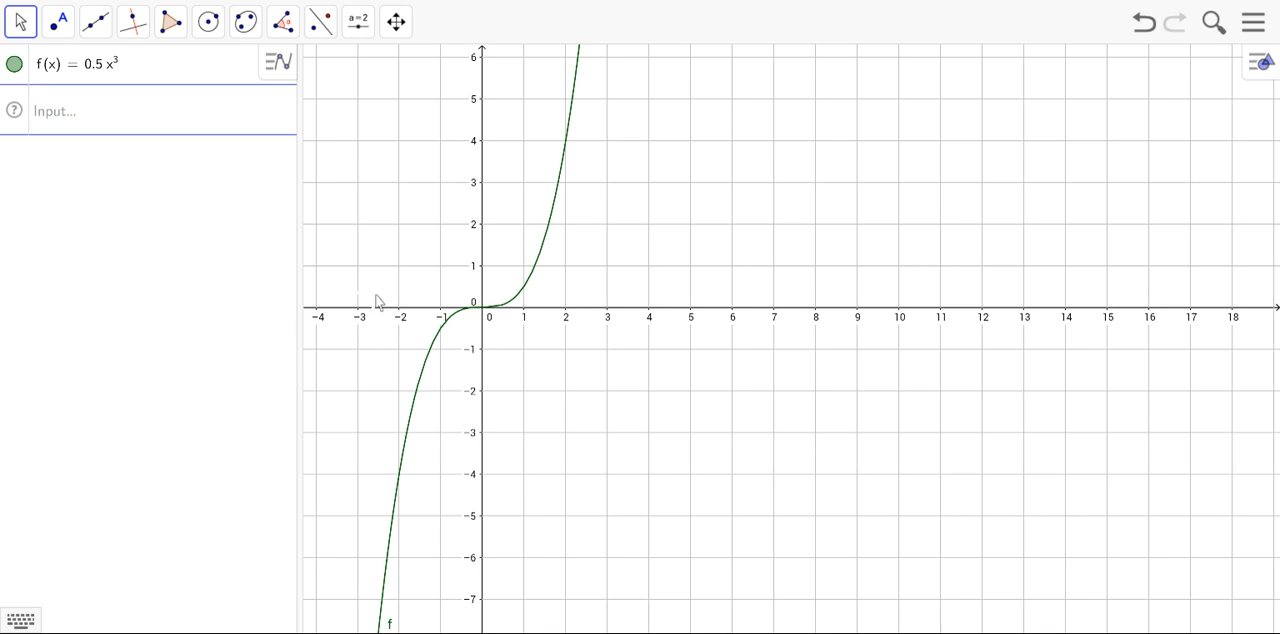 A
α
a=2
f(x) = 0.5 x³
Input...
6
5
4
3
2
1
0
−4 −3 −2 −1 0 1 2 3 4 5 6 7 8 9 10 11 12 13 14 15 16 17 18
−1
−2
−3
−4
−5
−6
−7
f